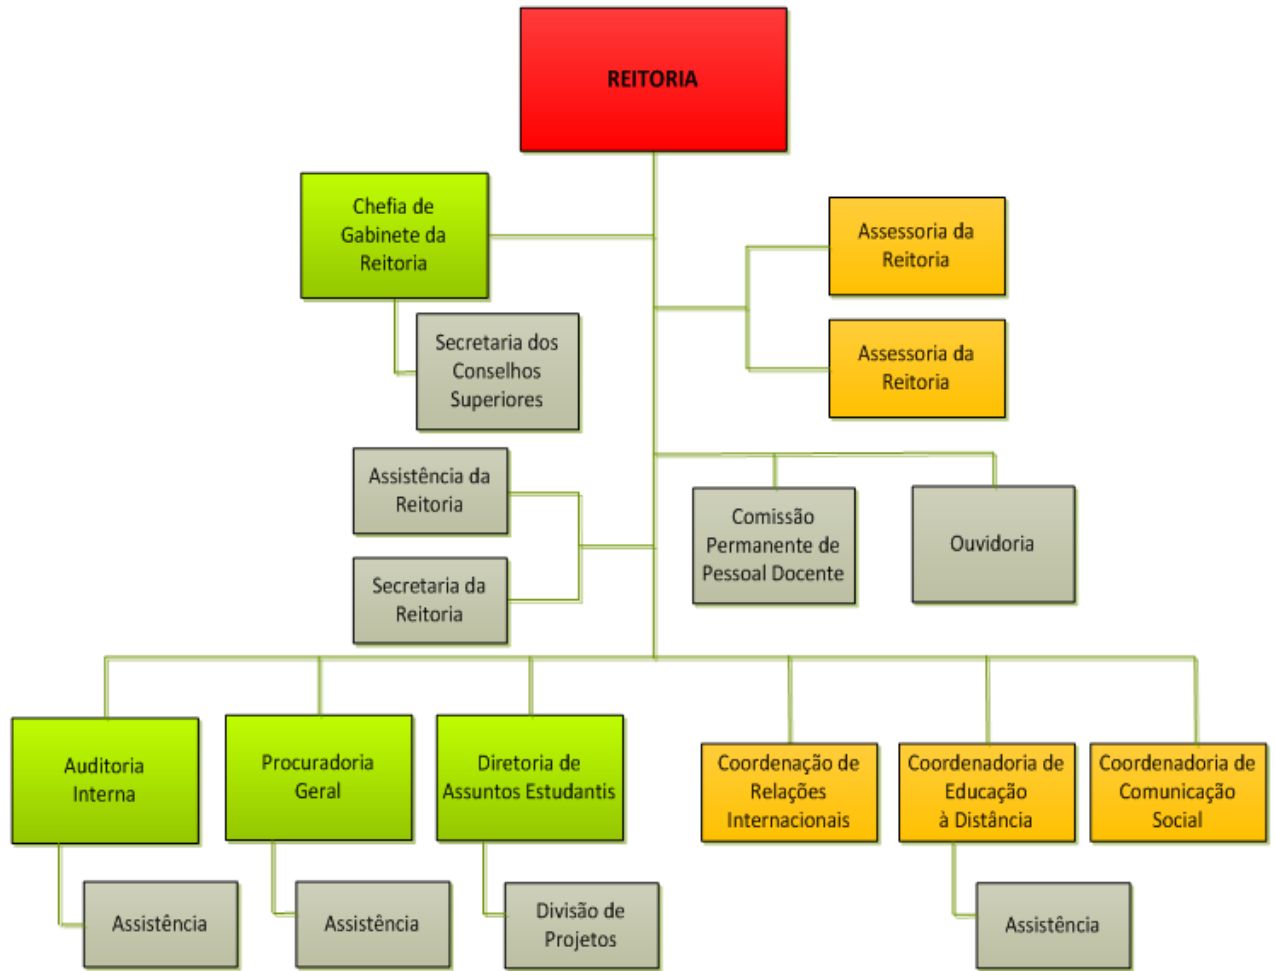 REITORIA
Chefia de
Gabinete da
Reitoria
Assessoria da
Reitoria
Secretaria dos
Conselhos
Superiores
Assessoria da
Reitoria
Assistência da
Reitoria
Comissão
Permanente de
Pessoal Docente
Ouvidoria
Secretaria da
Reitoria
Auditoria
Interna
Procuradoria
Geral
Diretoria de
Assuntos Estudantis
Coordenação de
Relações
Internacionais
Coordenadoria de
Educação
à Distância
Coordenadoria de
Comunicação
Social
Assistência
Assistência
Divisão de
Projetos
Assistência